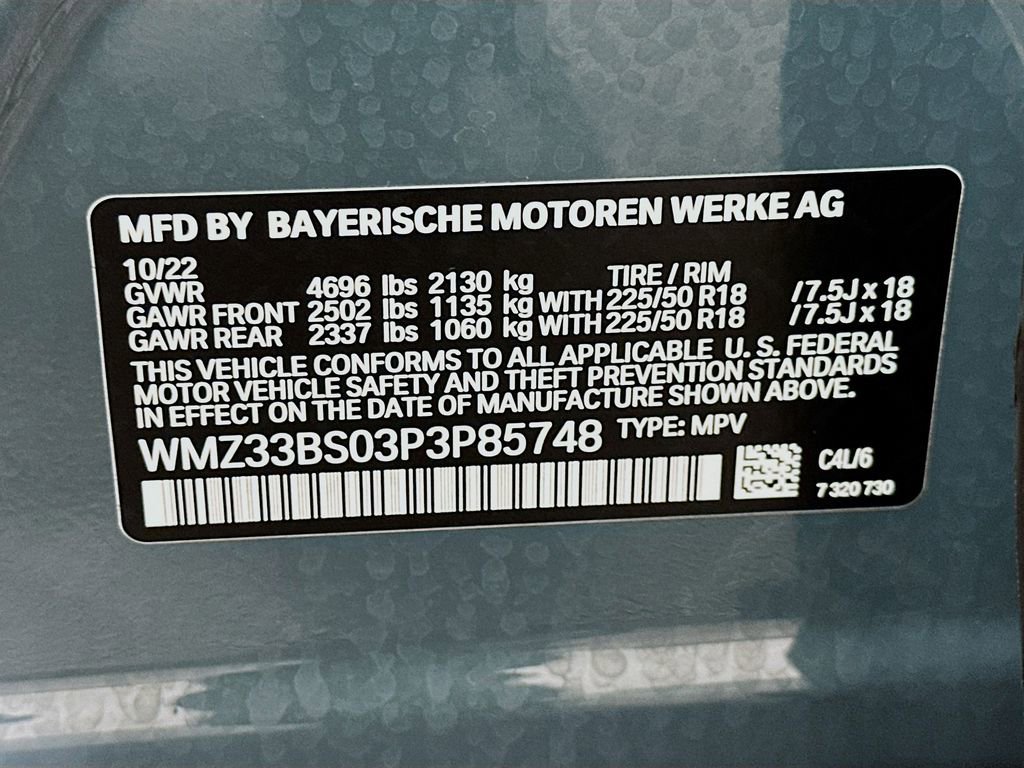 MFD BY BAYERISCHE MOTOREN WERKE AG
10/22 TIRE / RIM
GVWR 4696 lbs 2130 kg
GAWR FRONT 2502 lbs 1135 kg WITH 225/50 R18 / 7.5J x 18
GAWR REAR 2337 lbs 1060 kg WITH 225/50 R18 / 7.5J x 18
THIS VEHICLE CONFORMS TO ALL APPLICABLE U. S. FEDERAL
MOTOR VEHICLE SAFETY AND THEFT PREVENTION STANDARDS
IN EFFECT ON THE DATE OF MANUFACTURE SHOWN ABOVE.
WMZ33BS03P3P85748 TYPE: MPV
C4L/6
7 320 730